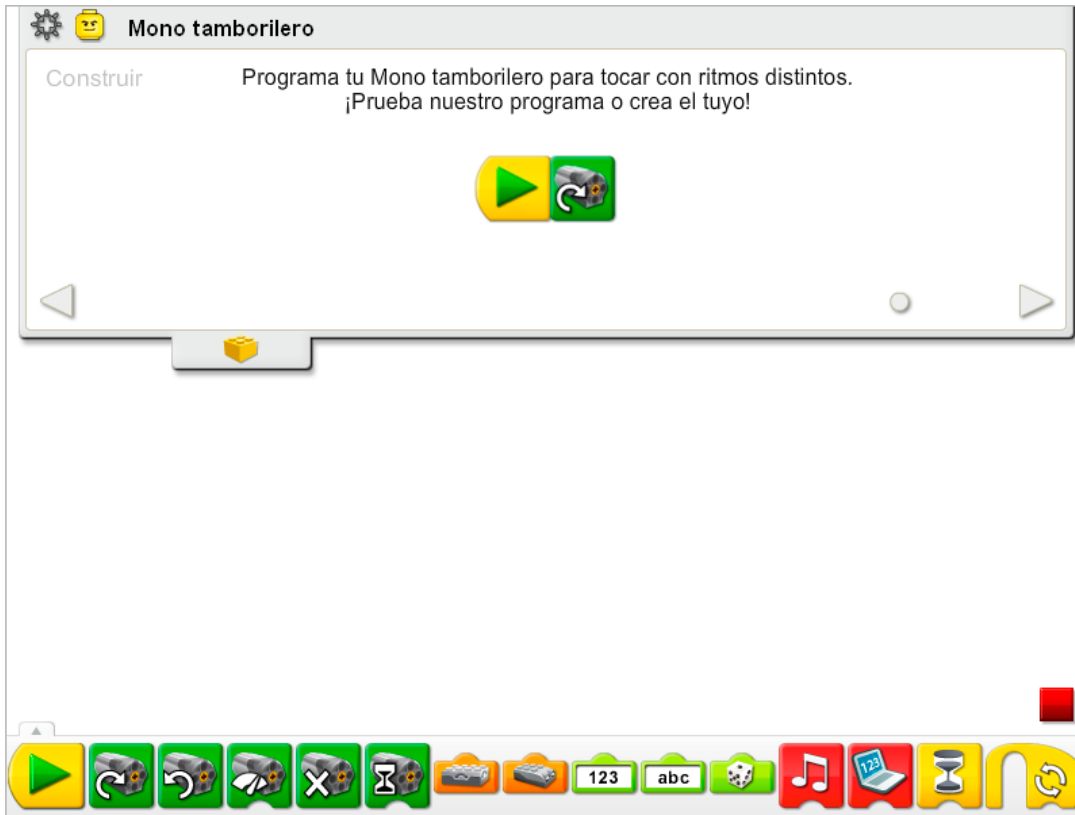 Mono tamborilero
Construir
Programa tu Mono tamborilero para tocar con ritmos distintos.
¡Prueba nuestro programa o crea el tuyo!
123
abc
123